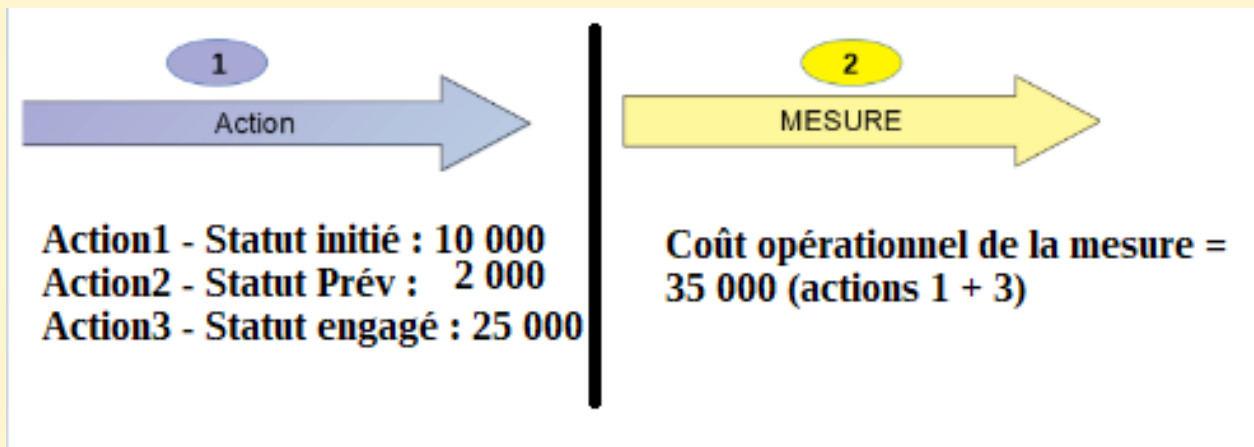 1
Action
Action1 - Statut initié : 10 000
Action2 - Statut Prév : 2 000
Action3 - Statut engagé : 25 000
2
MESURE
Coût opérationnel de la mesure =
35 000 (actions 1 + 3)